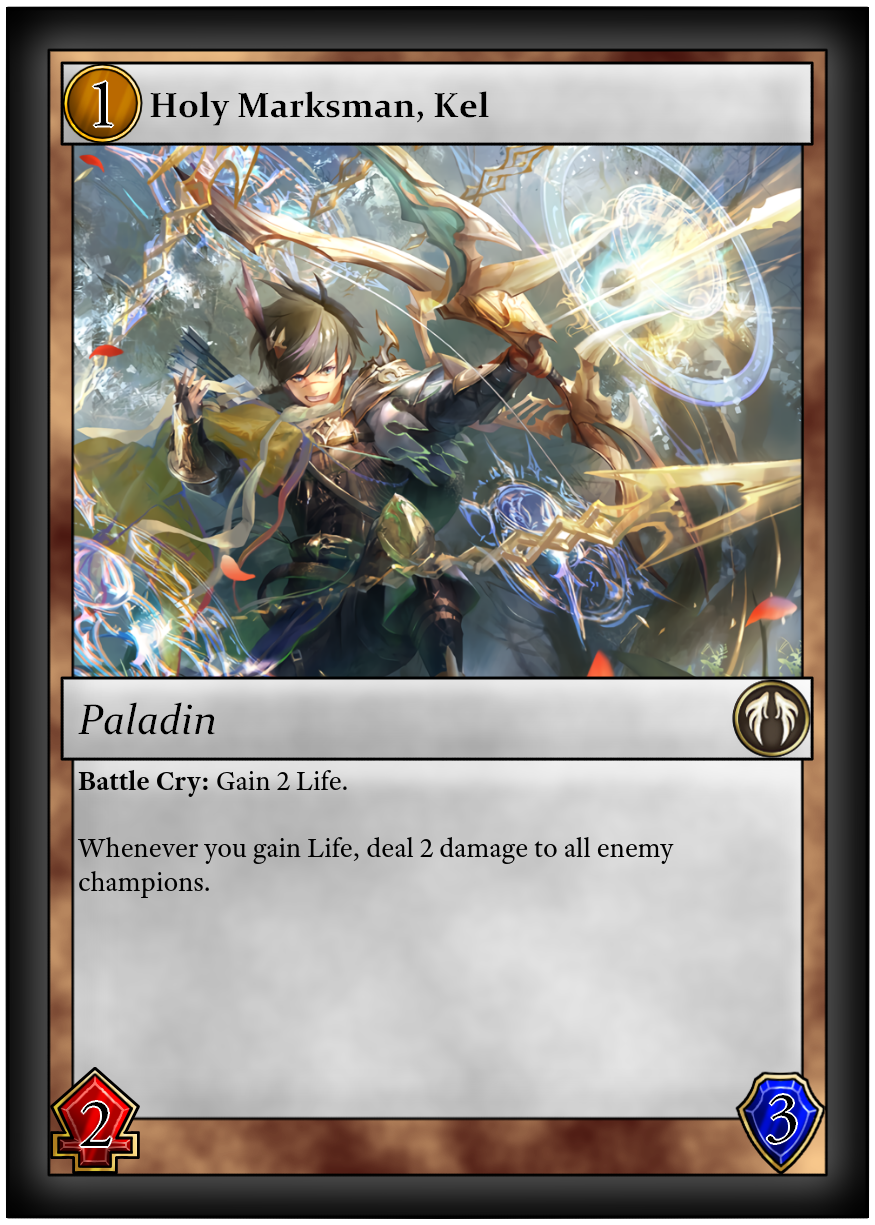 1
Holy Marksman, Kel
Paladin
Battle Cry: Gain 2 Life.
Whenever you gain Life, deal 2 damage to all enemy
champions.
2
3